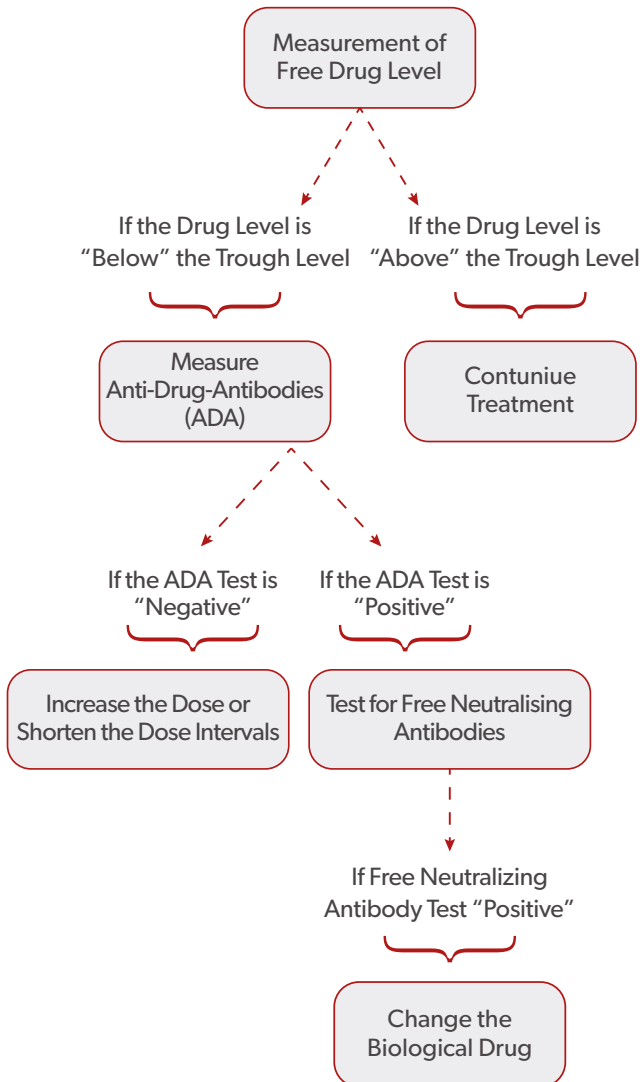 Measurement of
Free Drug Level
If the Drug Level is
“Below” the Trough Level
If the Drug Level is
“Above” the Trough Level
Measure
Anti-Drug-Antibodies
(ADA)
Contuniue
Treatment
If the ADA Test is
“Negative”
If the ADA Test is
“Positive”
Increase the Dose or
Shorten the Dose Intervals
Test for Free Neutralising
Antibodies
If Free Neutralizing
Antibody Test “Positive”
Change the
Biological Drug